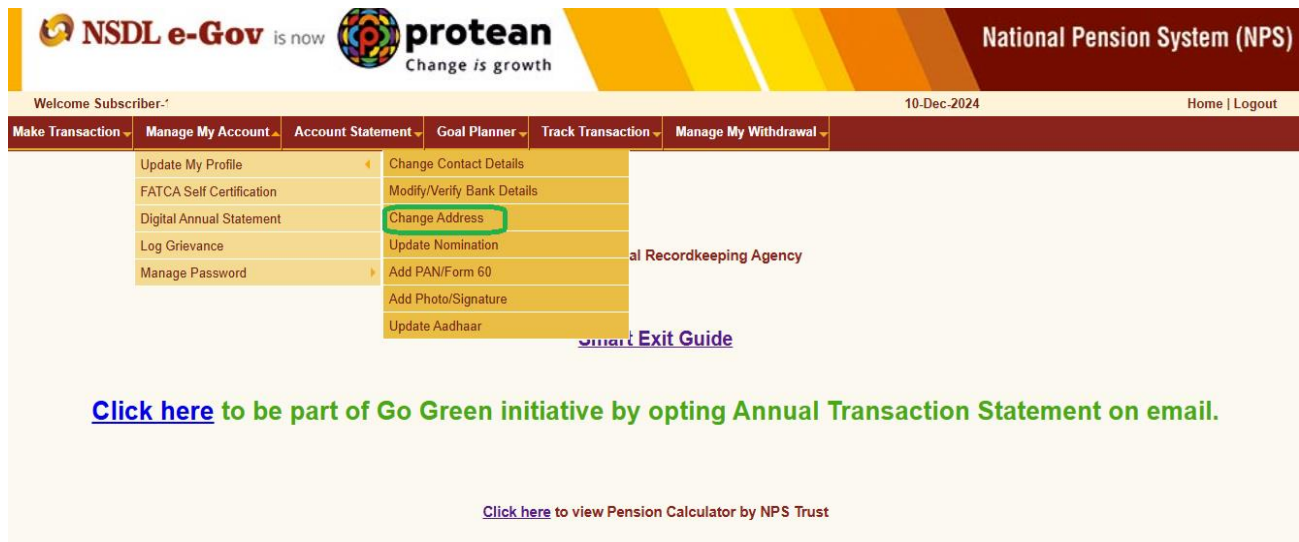 NSDL e-Gov is now protean
Change is growth
National Pension System (NPS)
Welcome Subscriber-
10-Dec-2024
Home | Logout
Make Transaction Manage My Account Account Statement Goal Planner Track Transaction Manage My Withdrawal
Update My Profile
FATCA Self Certification
Digital Annual Statement
Log Grievance
Manage Password
Change Contact Details
Modify/Verify Bank Details
Change Address
Update Nomination
Add PAN/Form 60
Add Photo/Signature
Update Aadhaar
al Recordkeeping Agency
Smart Exit Guide
Click here to be part of Go Green initiative by opting Annual Transaction Statement on email.
Click here to view Pension Calculator by NPS Trust